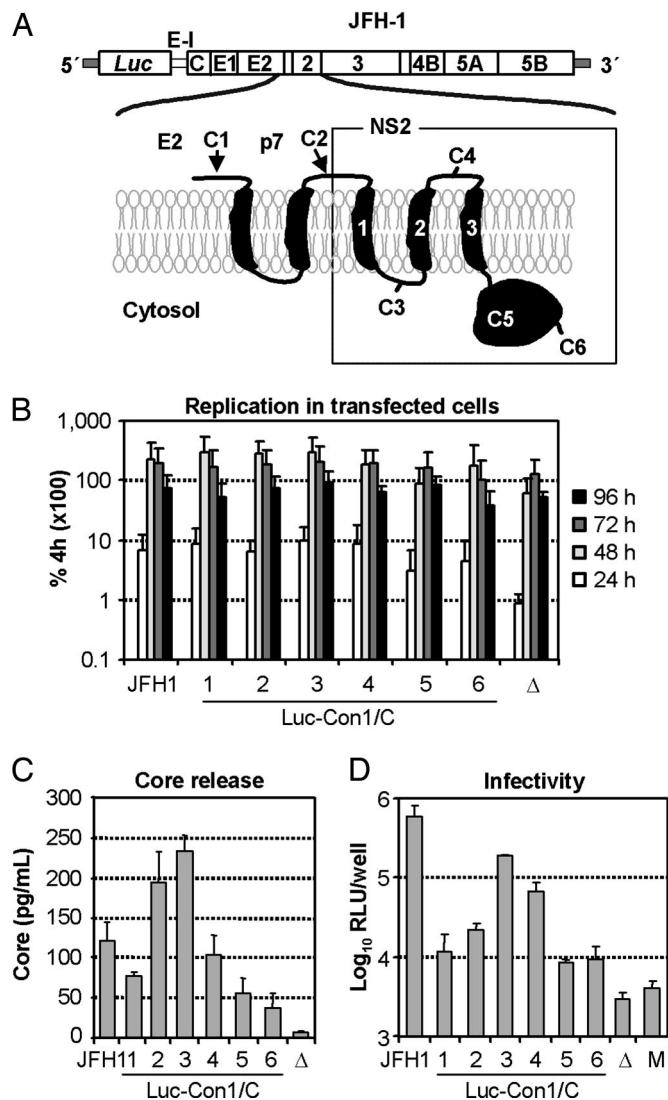 A
JFH-1
E-I
5´ Luc C E1 E2 2 3 4B 5A 5B 3´
NS2
E2 C1 p7 C2 C4
1 2 3
C3
Cytosol
C5
C6
B
Replication in transfected cells
% 4h (x100)
1,000
100
10
1
0.1
96 h
72 h
48 h
24 h
JFH1 1 2 3 4 5 6 Δ
Luc-Con1/C
C
Core release
Core (pg/mL)
300
250
200
150
100
50
0
JFH11 2 3 4 5 6 Δ
Luc-Con1/C
D
Infectivity
Log10 RLU/well
6
5
4
3
JFH1 1 2 3 4 5 6 Δ M
Luc-Con1/C